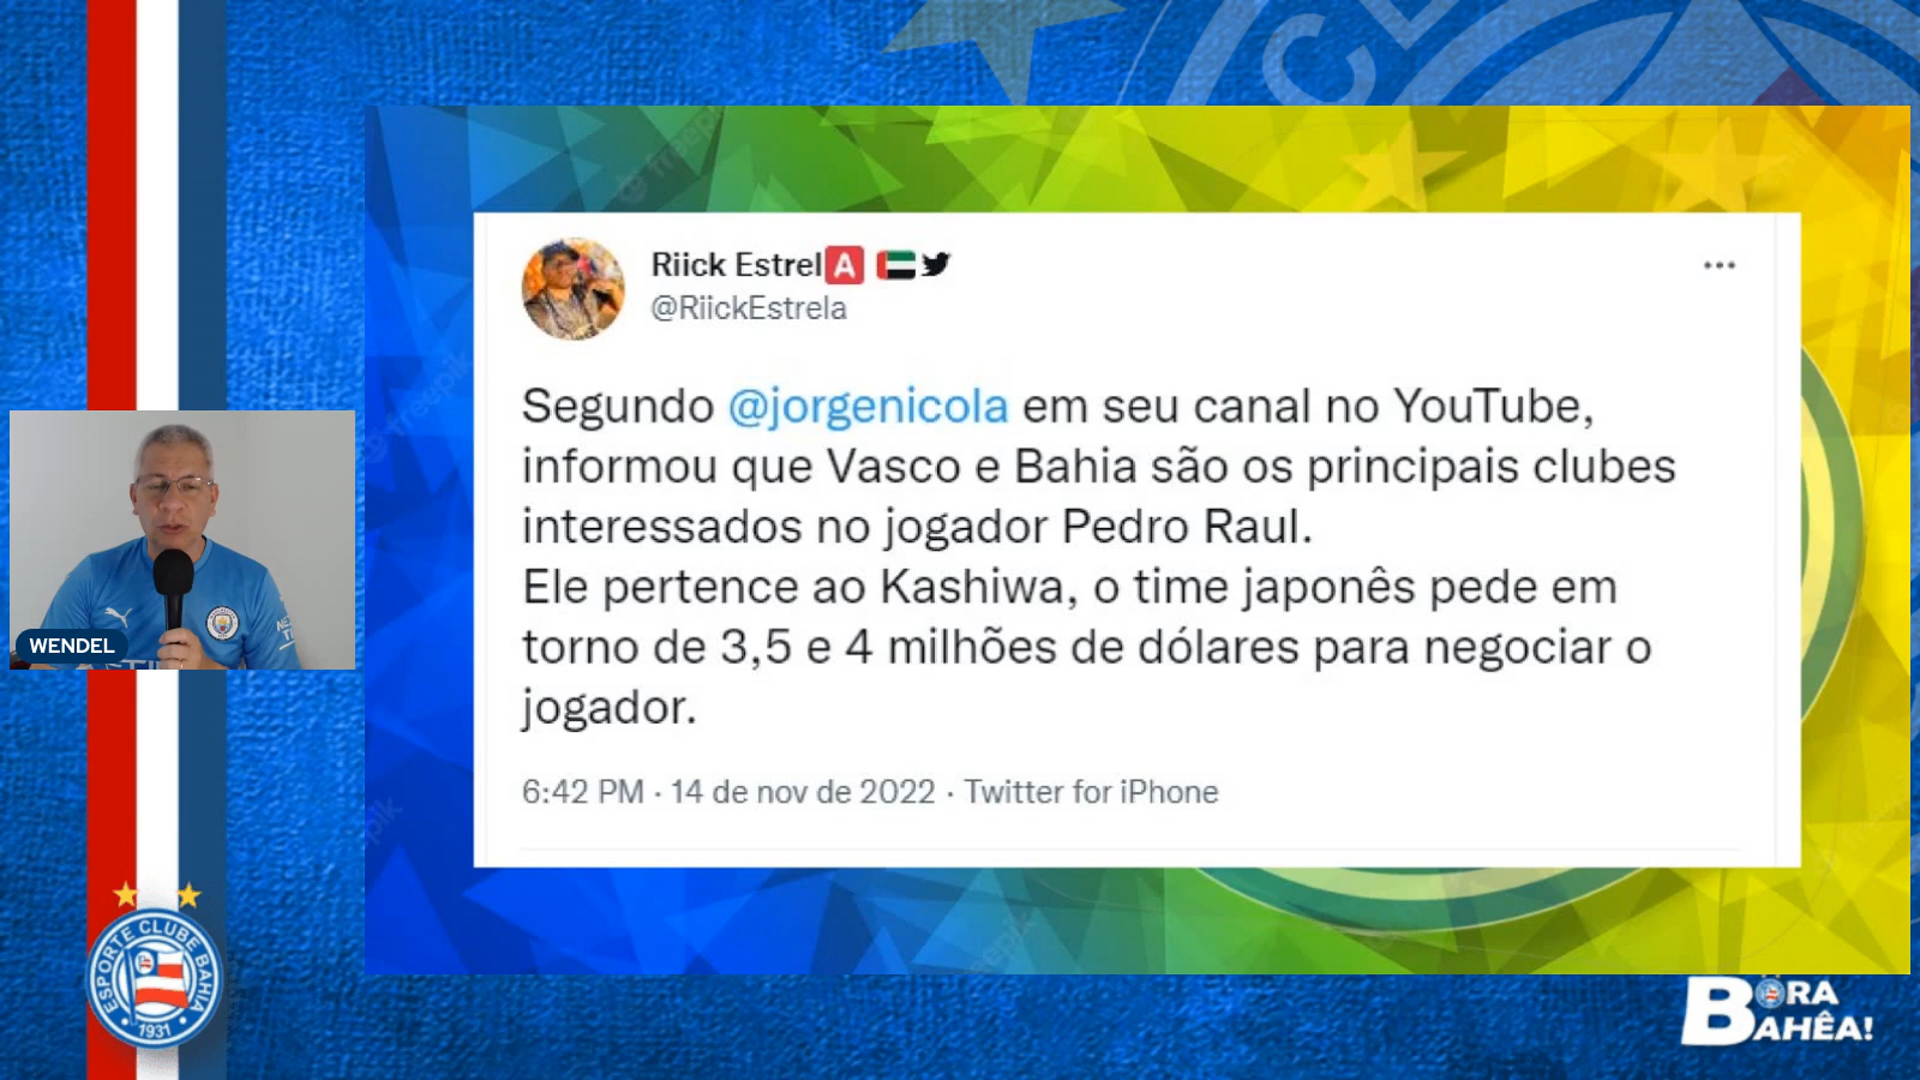 Riick Estrel🅰️ 🇦🇪
@RiickEstrela
Segundo @jorgenicola em seu canal no YouTube,
informou que Vasco e Bahia são os principais clubes
interessados no jogador Pedro Raul.
Ele pertence ao Kashiwa, o time japonês pede em
torno de 3,5 e 4 milhões de dólares para negociar o
jogador.
6:42 PM · 14 de nov de 2022 · Twitter for iPhone
WENDEL
ESPORTE CLUBE BAHIA
1931
BORA
BAHÊA!